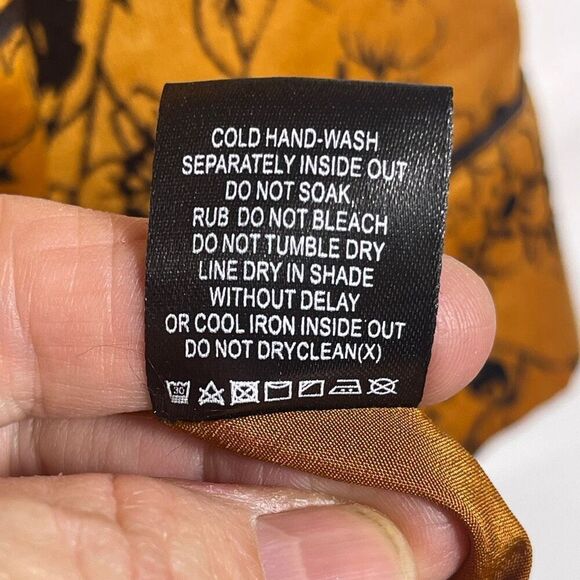 COLD HAND-WASH
SEPARATELY INSIDE OUT
DO NOT SOAK
RUB DO NOT BLEACH
DO NOT TUMBLE DRY
LINE DRY IN SHADE
WITHOUT DELAY
OR COOL IRON INSIDE OUT
DO NOT DRYCLEAN(X)
30